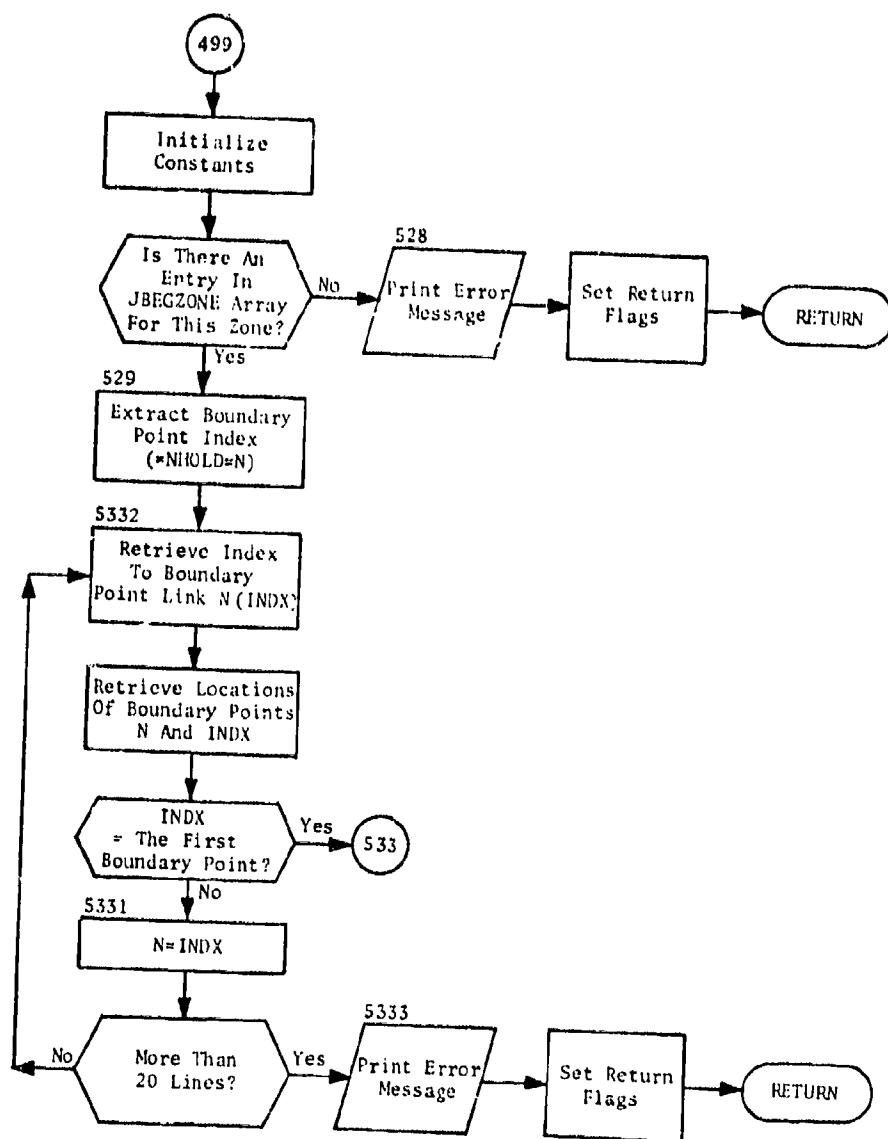 499
Initialize
Constants
Is There An
Entry In
JBEGZONE Array
For This Zone?
No
Yes
528
Print Error
Message
Set Return
Flags
RETURN
529
Extract Boundary
Point Index
(=NHOLD=N)
5332
Retrieve Index
To Boundary
Point Link N(INDX)
Retrieve Locations
Of Boundary Points
N And INDX
INDX
= The First
Boundary Point?
Yes
533
No
5331
N=INDX
More Than
20 Lines?
No
Yes
5333
Print Error
Message
Set Return
Flags
RETURN